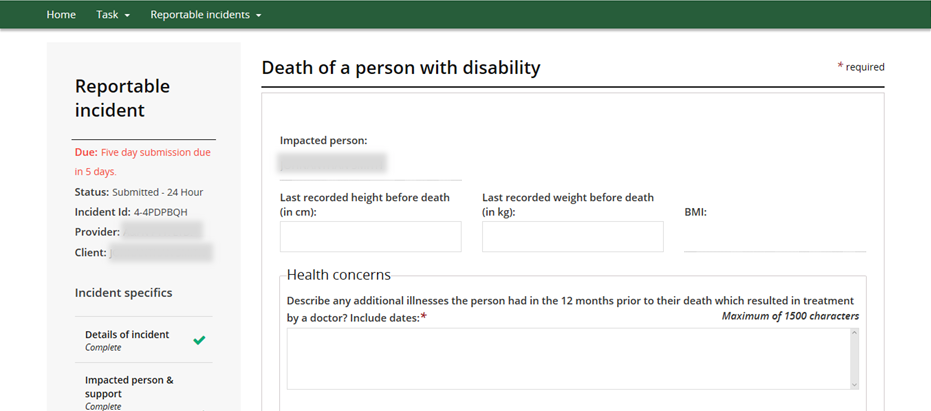 Home Task Reportable incidents
Reportable
incident
Due: Five day submission due
in 5 days.
Status: Submitted - 24 Hour
Incident Id: 4-4PDPBQH
Provider:
Client:
Incident specifics
Details of incident
Complete
Impacted person &
support
Complete
Death of a person with disability
* required
Impacted person:
Last recorded height before death
(in cm):
Last recorded weight before death
(in kg):
BMI:
Health concerns
Describe any additional illnesses the person had in the 12 months prior to their death which resulted in treatment
by a doctor? Include dates:*
Maximum of 1500 characters